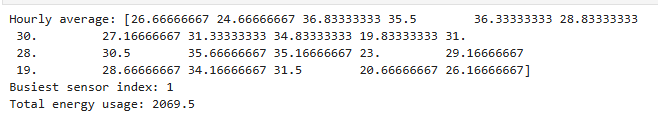 Hourly average: [26.66666667 24.66666667 36.83333333 35.5        36.33333333 28.83333333
 30.         27.16666667 31.33333333 34.83333333 19.83333333 31.
 28.         30.5        35.66666667 35.16666667 23.         29.16666667
 19.         28.66666667 34.16666667 31.5        20.66666667 26.16666667]
Busiest sensor index: 1
Total energy usage: 2069.5